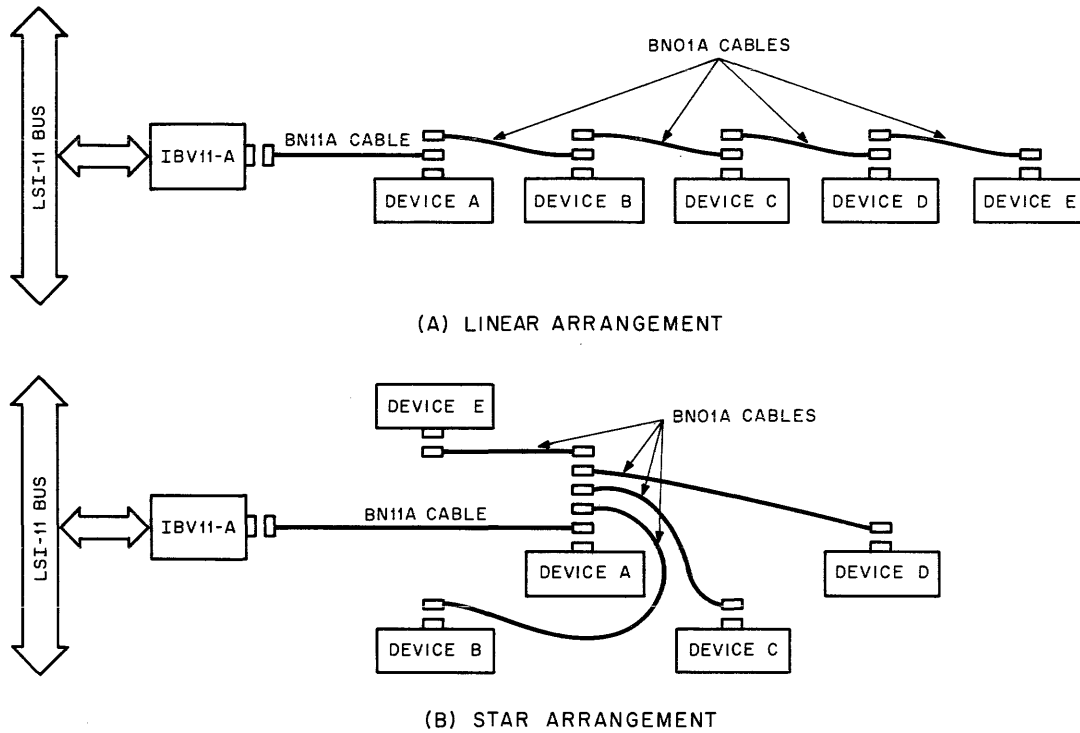 BN01A CABLES
LSI-11 BUS
IBV11-A
BN11A CABLE
DEVICE A
DEVICE B
DEVICE C
DEVICE D
DEVICE E
(A) LINEAR ARRANGEMENT
DEVICE E
BN01A CABLES
LSI-11 BUS
IBV11-A
BN11A CABLE
DEVICE A
DEVICE D
DEVICE B
DEVICE C
(B) STAR ARRANGEMENT